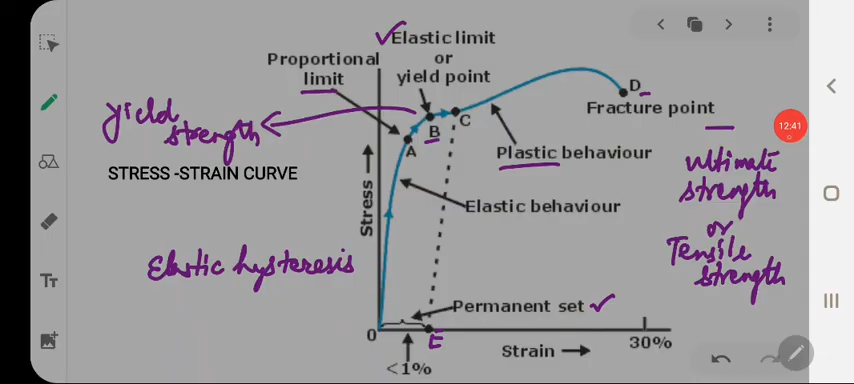 Elastic limit
or
yield point
Proportional
limit
yield
strength
STRESS -STRAIN CURVE
A
B
C
D
Fracture point
Plastic behaviour
Elastic behaviour
Stress
Elastic hysteresis
Permanent set
E
0
<1%
Strain
30%
12:41
Ultimate
strength
or
Tensile
strength
TT